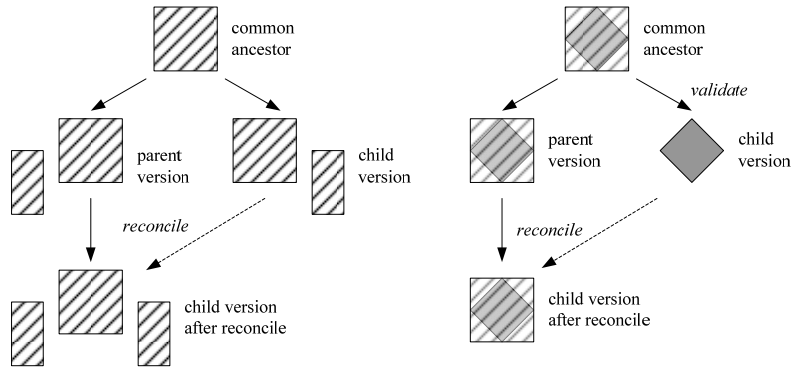 common
ancestor
parent
version
child
version
reconcile
child version
after reconcile
common
ancestor
validate
parent
version
child
version
reconcile
child version
after reconcile